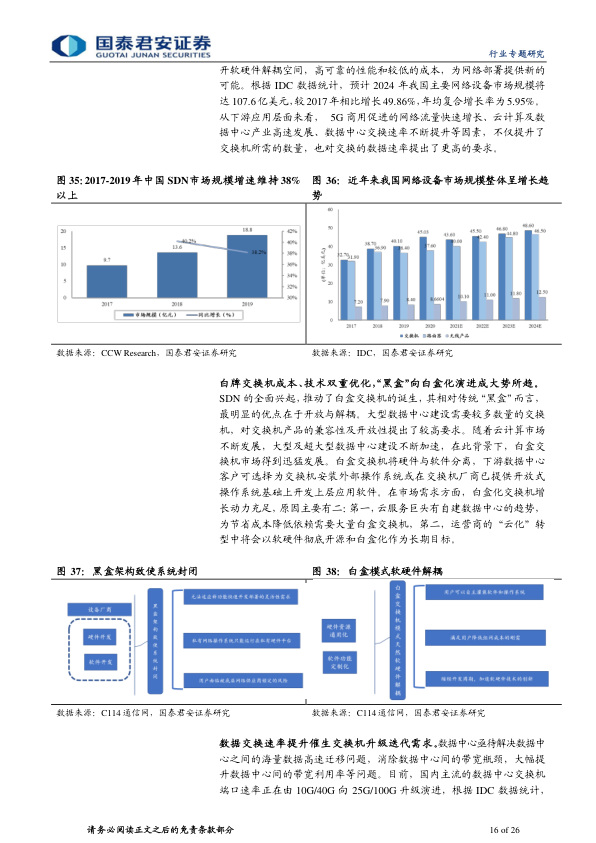 国泰君安证券
GUOTAI JUNAN SECURITIES
行业专题研究
开软硬件解耦空间，高可靠的性能和较低的成本，为网络部署提供新的
可能。根据 IDC 数据统计，预计 2024 年我国主要网络设备市场规模将
达 107.6 亿美元，较 2017 年相比增长 49.86%，年均复合增长率为 5.95%。
从下游应用层面来看， 5G 商用促进的网络流量快速增长、云计算及数
据中心产业高速发展、数据中心交换速率不断提升等因素，不仅提升了
交换机所需的数量，也对交换的数据速率提出了更高的要求。
图 35：2017-2019 年中国 SDN 市场规模增速维持 38%
以上
图 36： 近年来我国网络设备市场规模整体呈增长趋
势
20
15
10
5
0
9.7
13.6
18.8
40.2%
38.2%
42%
40%
38%
36%
34%
32%
30%
2017
2018
2019
市场规模（亿元）
同比增长（%）
60
50
40
30
20
10
0
(单位：亿美元)
32.70
31.90
7.20
38.70
36.90
7.90
40.10
36.40
8.40
45.03
37.60
8.6604
43.60
40.00
10.10
45.50
42.40
11.00
46.80
44.80
11.80
48.60
46.50
12.50
2017
2018
2019
2020
2021E
2022E
2023E
2024E
交换机
路由器
无线产品
数据来源：CCW Research，国泰君安证券研究
数据来源：IDC，国泰君安证券研究
白牌交换机成本、技术双重优化，“黑盒”向白盒化演进成大势所趋。
SDN 的全面兴起，推动了白盒交换机的诞生，其相对传统“黑盒”而言，
最明显的优点在于开放与解耦。大型数据中心建设需要较多数量的交换
机，对交换机产品的兼容性及开放性提出了较高要求。随着云计算市场
不断发展，大型及超大型数据中心建设不断加速，在此背景下，白盒交
换机市场得到迅猛发展。白盒交换机将硬件与软件分离，下游数据中心
客户可选择为交换机安装外部操作系统或在交换机厂商已提供开放式
操作系统基础上开发上层应用软件。在市场需求方面，白盒化交换机增
长动力充足，原因主要有二：第一，云服务巨头有自建数据中心的趋势，
为节省成本降低依赖需要大量白盒交换机，第二，运营商的“云化”转
型中将会以软硬件彻底开源和白盒化作为长期目标。
图 37： 黑盒架构致使系统封闭
图 38： 白盒模式软硬件解耦
设备厂商
硬件开发
软件开发
黑盒架构致使系统封闭
无法适应新功能快速开发部署的灵活性需求
私有网络操作系统只能运行在私有硬件平台
用户面临被底层网络供应商锁定的风险
硬件资源
通用化
软件功能
定制化
白盒交换机模式实现软硬件解耦
用户可以自主灌装软件和操作系统
满足用户降低组网成本的刚需
缩短开发周期，加速软硬件技术的创新
数据来源：C114 通信网，国泰君安证券研究
数据来源：C114 通信网，国泰君安证券研究
数据交换速率提升催生交换机升级迭代需求。数据中心亟待解决数据中
心之间的海量数据高速迁移问题，消除数据中心间的带宽瓶颈，大幅提
升数据中心间的带宽利用率等问题。目前，国内主流的数据中心交换机
端口速率正在由 10G/40G 向 25G/100G 升级演进，根据 IDC 数据统计，
请务必阅读正文之后的免责条款部分
16 of 26